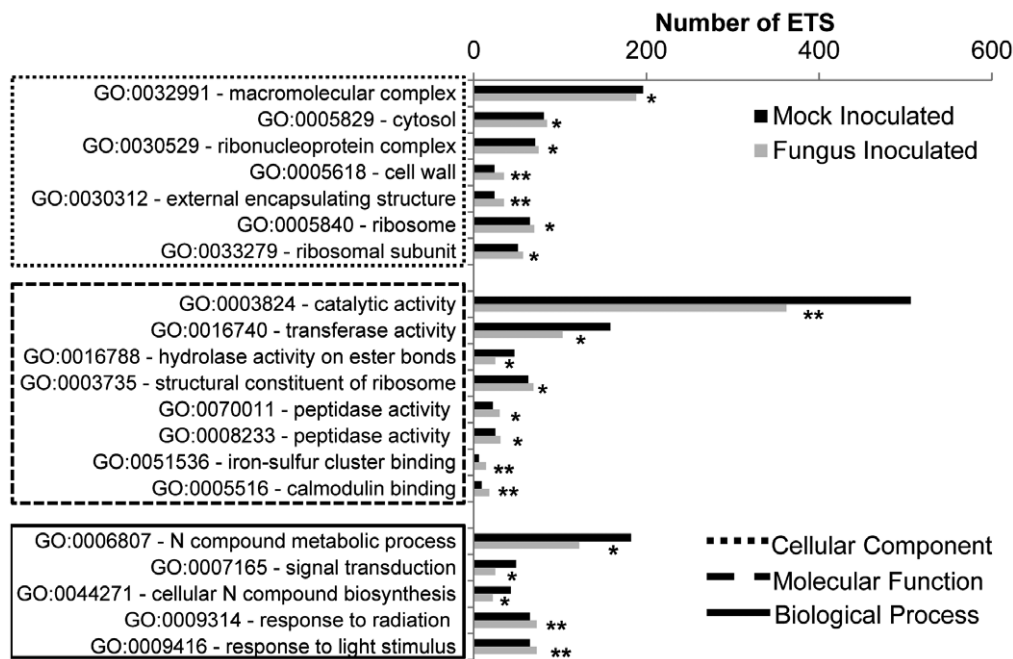 Number of ETS
0 200 400 600
GO:0032991 - macromolecular complex *
GO:0005829 - cytosol *
GO:0030529 - ribonucleoprotein complex *
GO:0005618 - cell wall **
GO:0030312 - external encapsulating structure **
GO:0005840 - ribosome *
GO:0033279 - ribosomal subunit *
Mock Inoculated
Fungus Inoculated
GO:0003824 - catalytic activity **
GO:0016740 - transferase activity *
GO:0016788 - hydrolase activity on ester bonds *
GO:0003735 - structural constituent of ribosome *
GO:0070011 - peptidase activity *
GO:0008233 - peptidase activity *
GO:0051536 - iron-sulfur cluster binding **
GO:0005516 - calmodulin binding **
GO:0006807 - N compound metabolic process *
GO:0007165 - signal transduction *
GO:0044271 - cellular N compound biosynthesis *
GO:0009314 - response to radiation **
GO:0009416 - response to light stimulus **
Cellular Component
Molecular Function
Biological Process